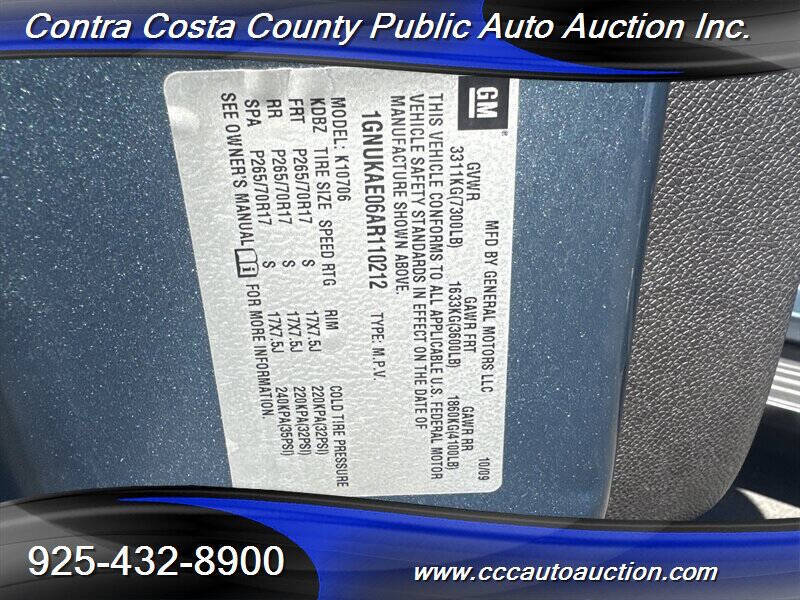 Contra Costa County Public Auto Auction Inc.
GM
®
MFD BY GENERAL MOTORS LLC 10/09
GVWR GAWR FRT GAWR RR
3311KG(7300LB) 1633KG(3600LB) 1860KG(4100LB)
THIS VEHICLE CONFORMS TO ALL APPLICABLE U.S. FEDERAL MOTOR
VEHICLE SAFETY STANDARDS IN EFFECT ON THE DATE OF
MANUFACTURE SHOWN ABOVE.
1GNUKAE06AR110212 TYPE: M.P.V.
MODEL: K10706
KDBZ TIRE SIZE SPEED RTG RIM COLD TIRE PRESSURE
FRT P265/70R17 S 17X7.5J 220KPA(32PSI)
RR P265/70R17 S 17X7.5J 220KPA(32PSI)
SPA P265/70R17 S 17X7.5J 240KPA(35PSI)
SEE OWNER'S MANUAL FOR MORE INFORMATION.
925-432-8900
www.cccautoauction.com